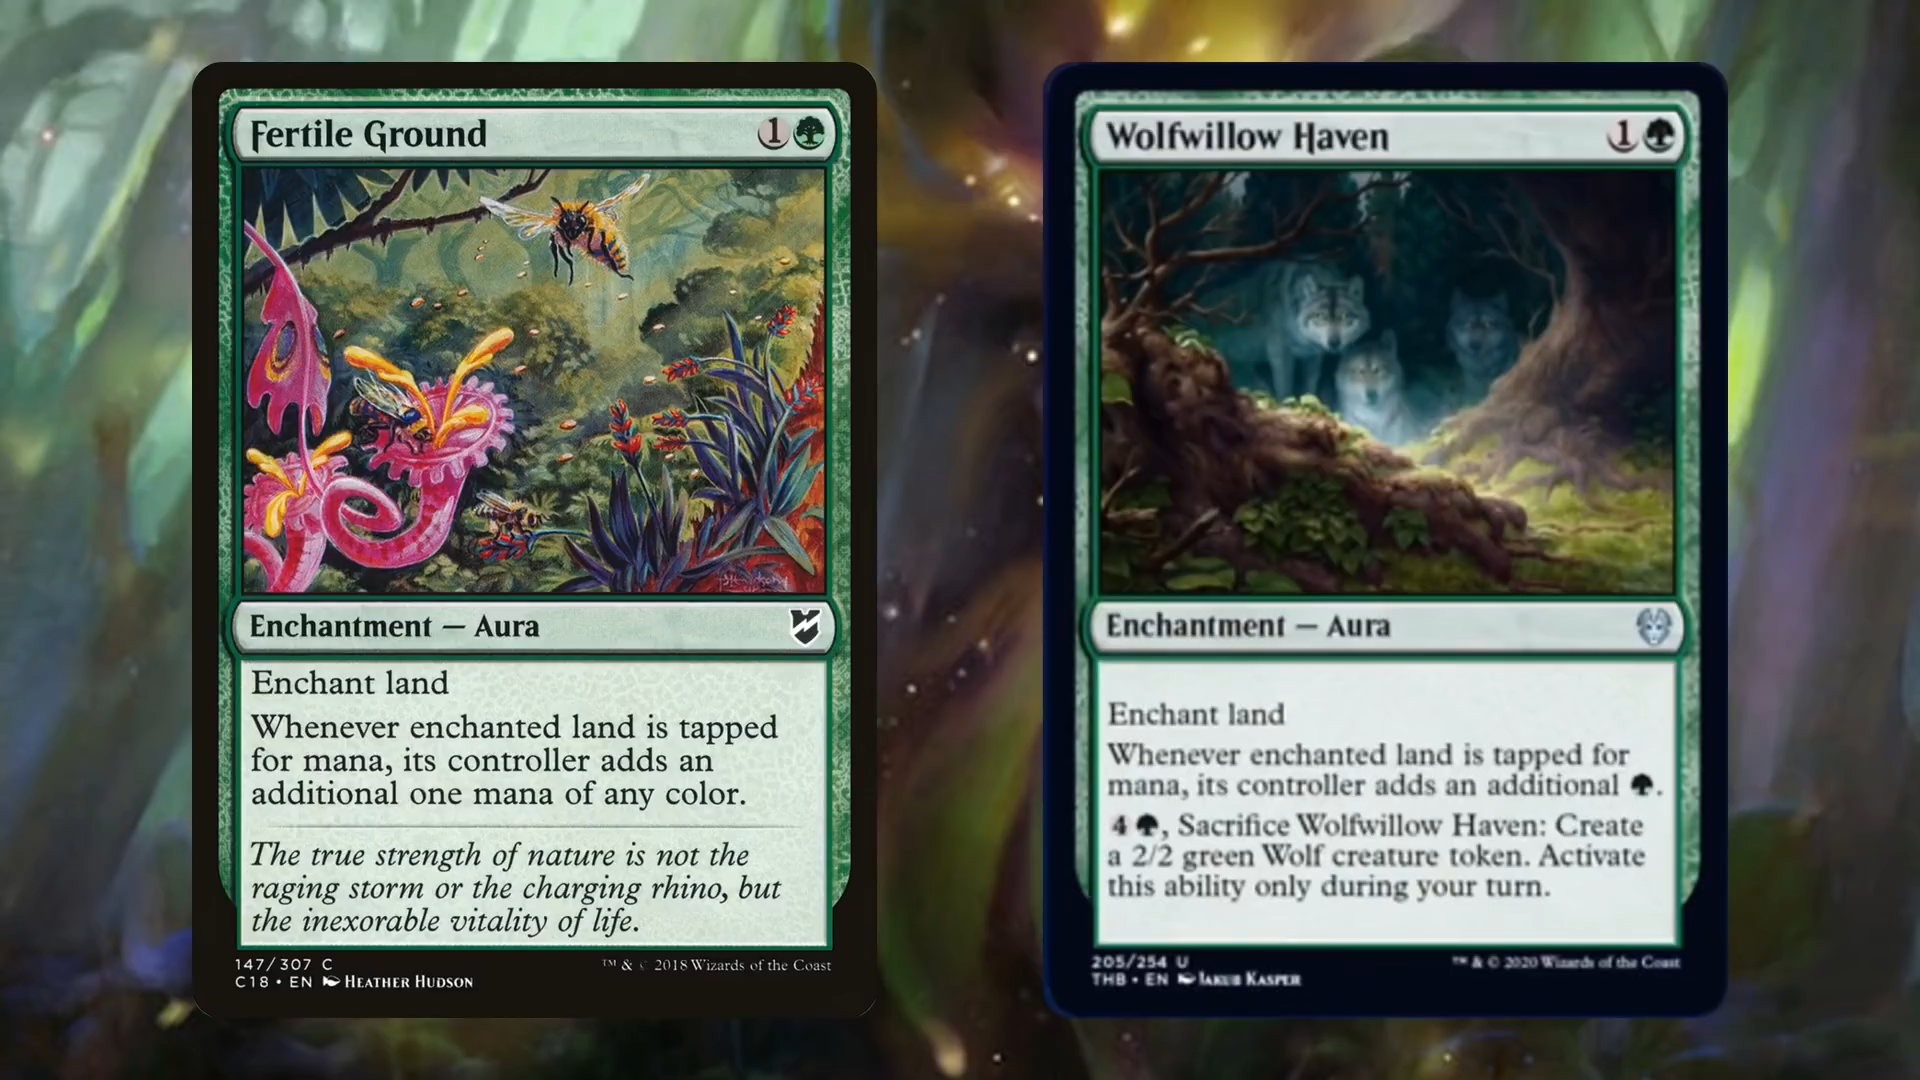 Fertile Ground
1
Enchantment — Aura
Enchant land
Whenever enchanted land is tapped
for mana, its controller adds an
additional one mana of any color.
The true strength of nature is not the
raging storm or the charging rhino, but
the inexorable vitality of life.
147/307 C
C18 • EN HEATHER HUDSON
™ & © 2018 Wizards of the Coast
Wolfwillow Haven
1
Enchantment — Aura
Enchant land
Whenever enchanted land is tapped for
mana, its controller adds an additional .
4 , Sacrifice Wolfwillow Haven: Create
a 2/2 green Wolf creature token. Activate
this ability only during your turn.
205/254 U
THB • EN JAKUB KASPER
™ & © 2020 Wizards of the Coast